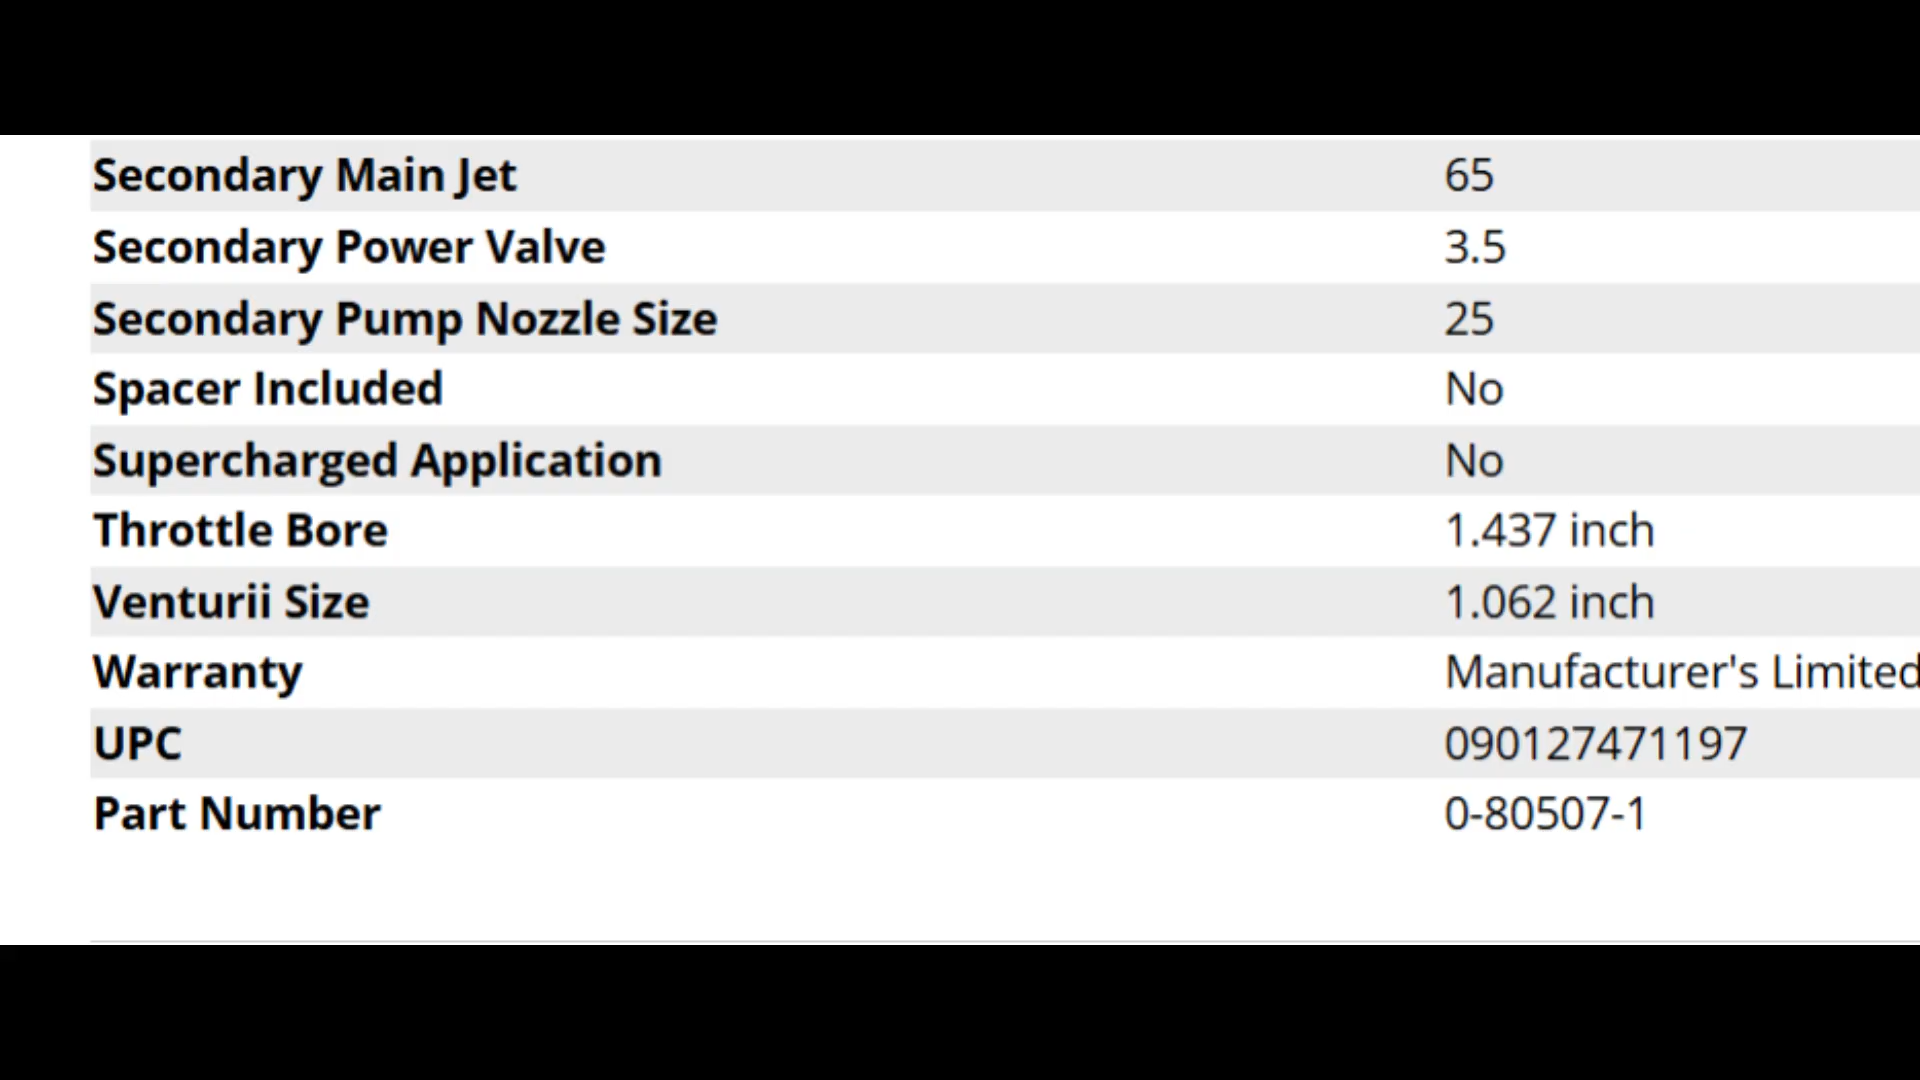 Secondary Main Jet 65
Secondary Power Valve 3.5
Secondary Pump Nozzle Size 25
Spacer Included No
Supercharged Application No
Throttle Bore 1.437 inch
Venturii Size 1.062 inch
Warranty Manufacturer's Limited
UPC 090127471197
Part Number 0-80507-1